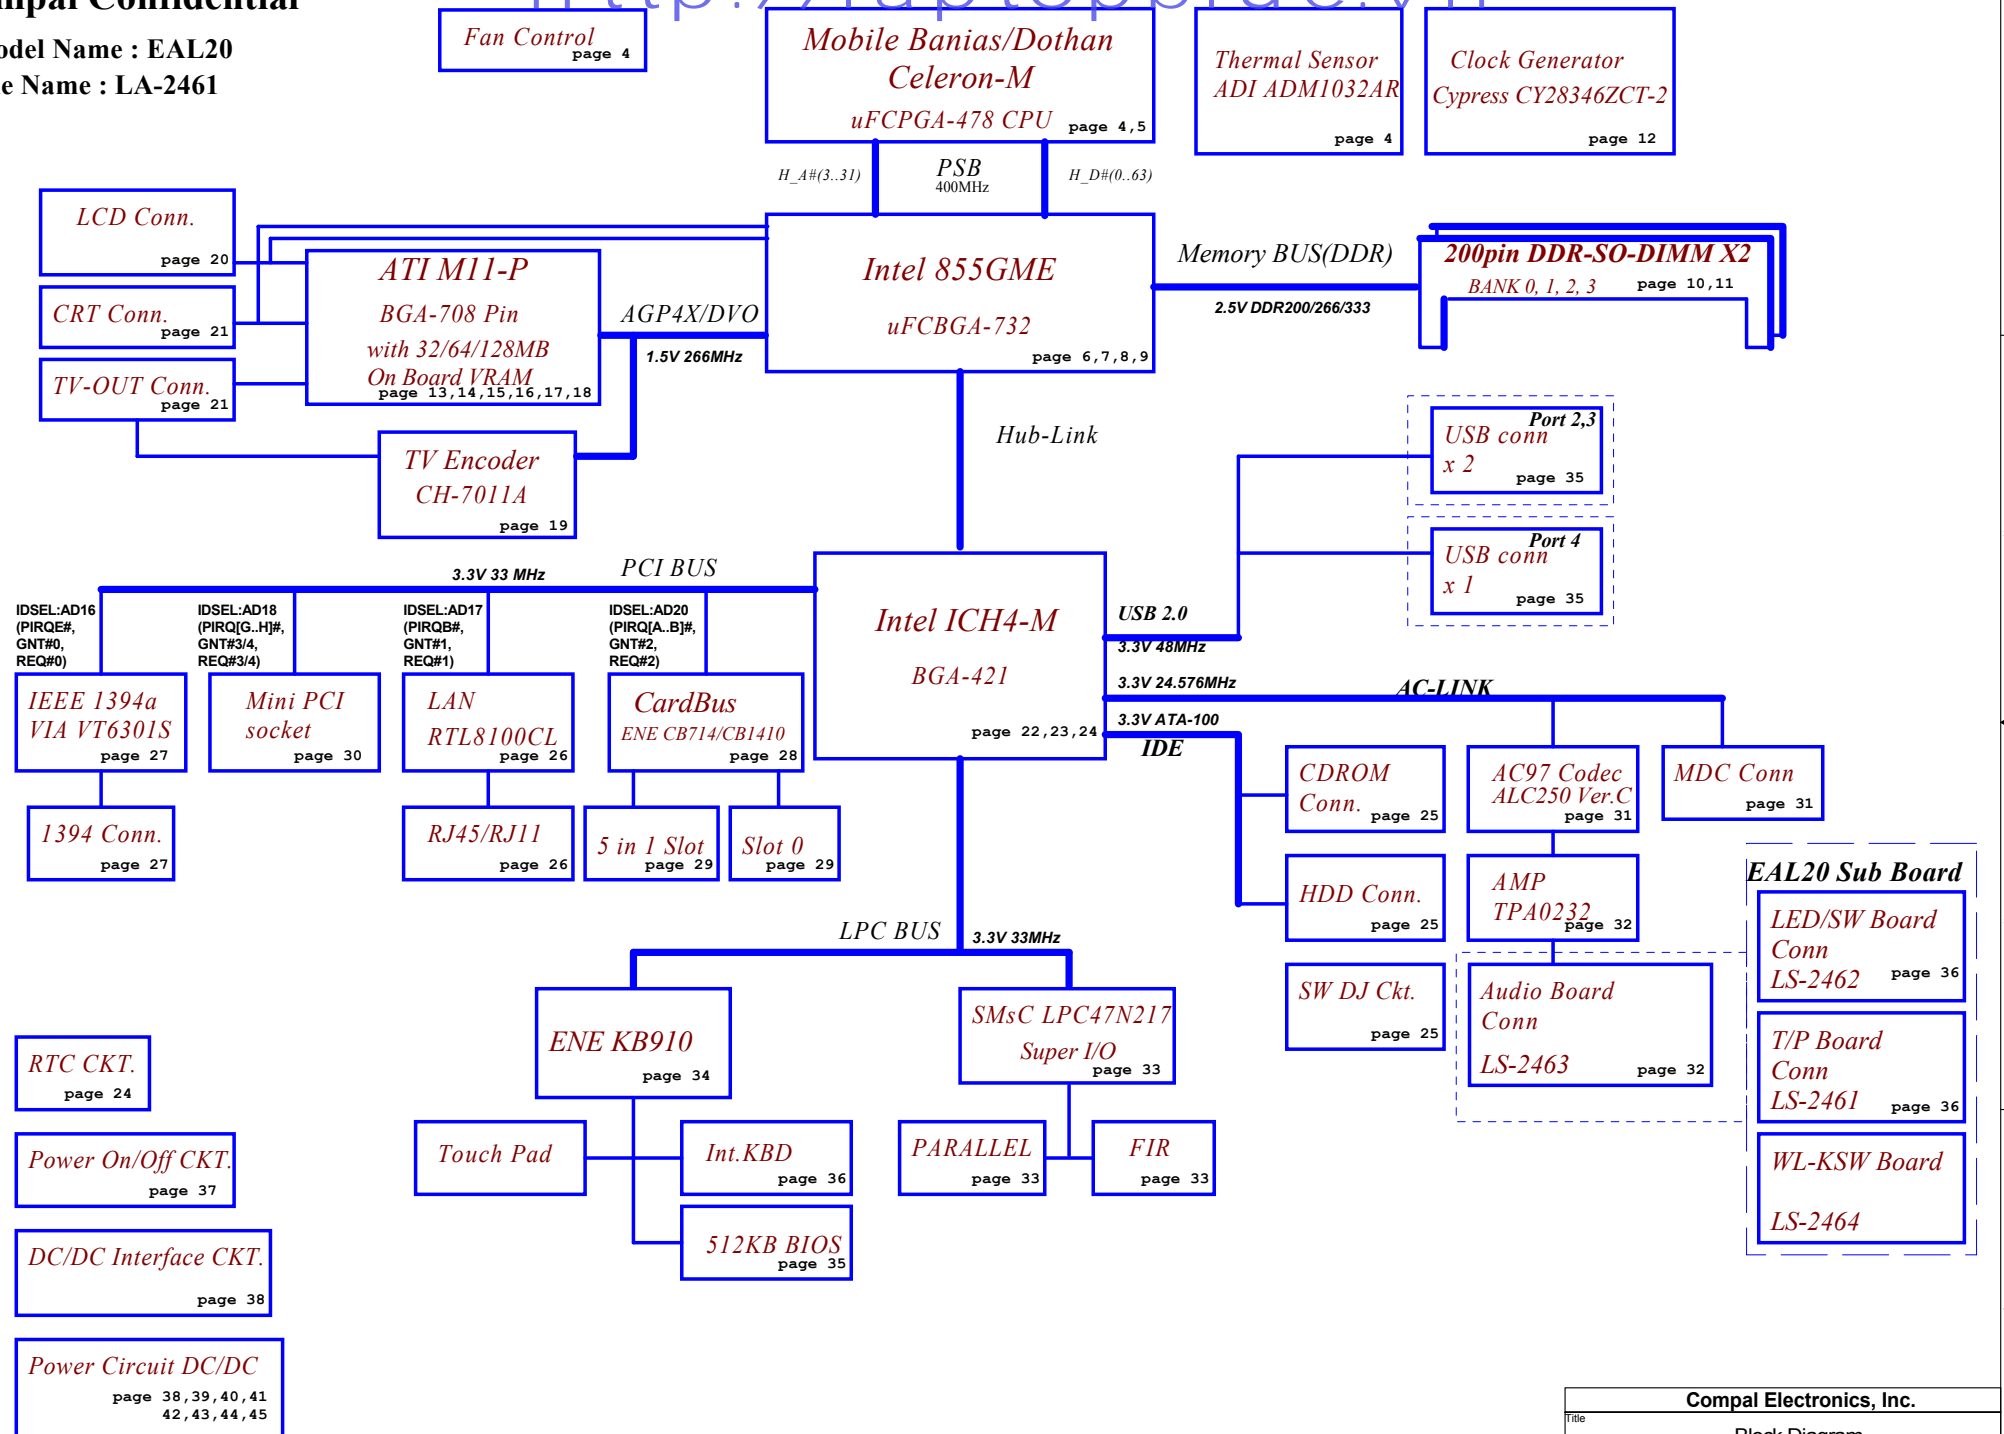 Confidential
Model Name : EAL20
Name : LA-2461
Fan Control
page 4
Mobile Banias/Dothan
Celeron-M
uFCPGA-478 CPU
page 4,5
Thermal Sensor
ADI ADM1032AR
page 4
Clock Generator
Cypress CY28346ZCT-2
page 12
H_A#(3..31)
PSB
400MHz
H_D#(0..63)
LCD Conn.
page 20
CRT Conn.
page 21
TV-OUT Conn.
page 21
ATI M11-P
BGA-708 Pin
with 32/64/128MB
On Board VRAM
page 13,14,15,16,17,18
AGP4X/DVO
1.5V 266MHz
Intel 855GME
uFCBGA-732
page 6,7,8,9
Memory BUS(DDR)
2.5V DDR200/266/333
200pin DDR-SO-DIMM X2
BANK 0, 1, 2, 3
page 10,11
TV Encoder
CH-7011A
page 19
Hub-Link
Port 2,3
USB conn
x 2
page 35
Port 4
USB conn
x 1
page 35
3.3V 33 MHz
PCI BUS
IDSEL:AD16
(PIRQE#,
GNT#0,
REQ#0)
IDSEL:AD18
(PIRQ[G..H]#,
GNT#3/4,
REQ#3/4)
IDSEL:AD17
(PIRQB#,
GNT#1,
REQ#1)
IDSEL:AD20
(PIRQ[A..B]#,
GNT#2,
REQ#2)
Intel ICH4-M
BGA-421
page 22,23,24
USB 2.0
3.3V 48MHz
3.3V 24.576MHz
AC-LINK
3.3V ATA-100
IDE
IEEE 1394a
VIA VT6301S
page 27
Mini PCI
socket
page 30
LAN
RTL8100CL
page 26
CardBus
ENE CB714/CB1410
page 28
1394 Conn.
page 27
RJ45/RJ11
page 26
5 in 1 Slot
page 29
Slot 0
page 29
CDROM
Conn.
page 25
AC97 Codec
ALC250 Ver.C
page 31
MDC Conn
page 31
HDD Conn.
page 25
AMP
TPA0232
page 32
SW DJ Ckt.
page 25
Audio Board
Conn
LS-2463
page 32
EAL20 Sub Board
LED/SW Board
Conn
LS-2462
page 36
T/P Board
Conn
LS-2461
page 36
WL-KSW Board
LS-2464
LPC BUS
3.3V 33MHz
ENE KB910
page 34
SMsC LPC47N217
Super I/O
page 33
Touch Pad
Int.KBD
page 36
512KB BIOS
page 35
PARALLEL
page 33
FIR
page 33
RTC CKT.
page 24
Power On/Off CKT.
page 37
DC/DC Interface CKT.
page 38
Power Circuit DC/DC
page 38,39,40,41
42,43,44,45
Compal Electronics, Inc.
Title
Block Diagram